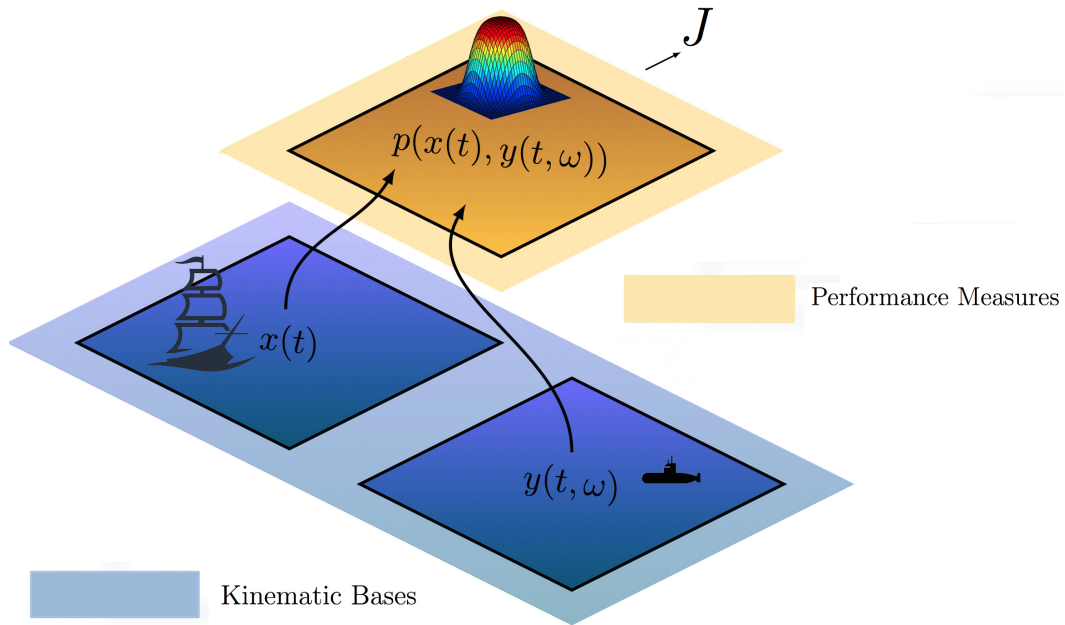 J
p(x(t), y(t, ω))
x(t)
Performance Measures
y(t, ω)
Kinematic Bases